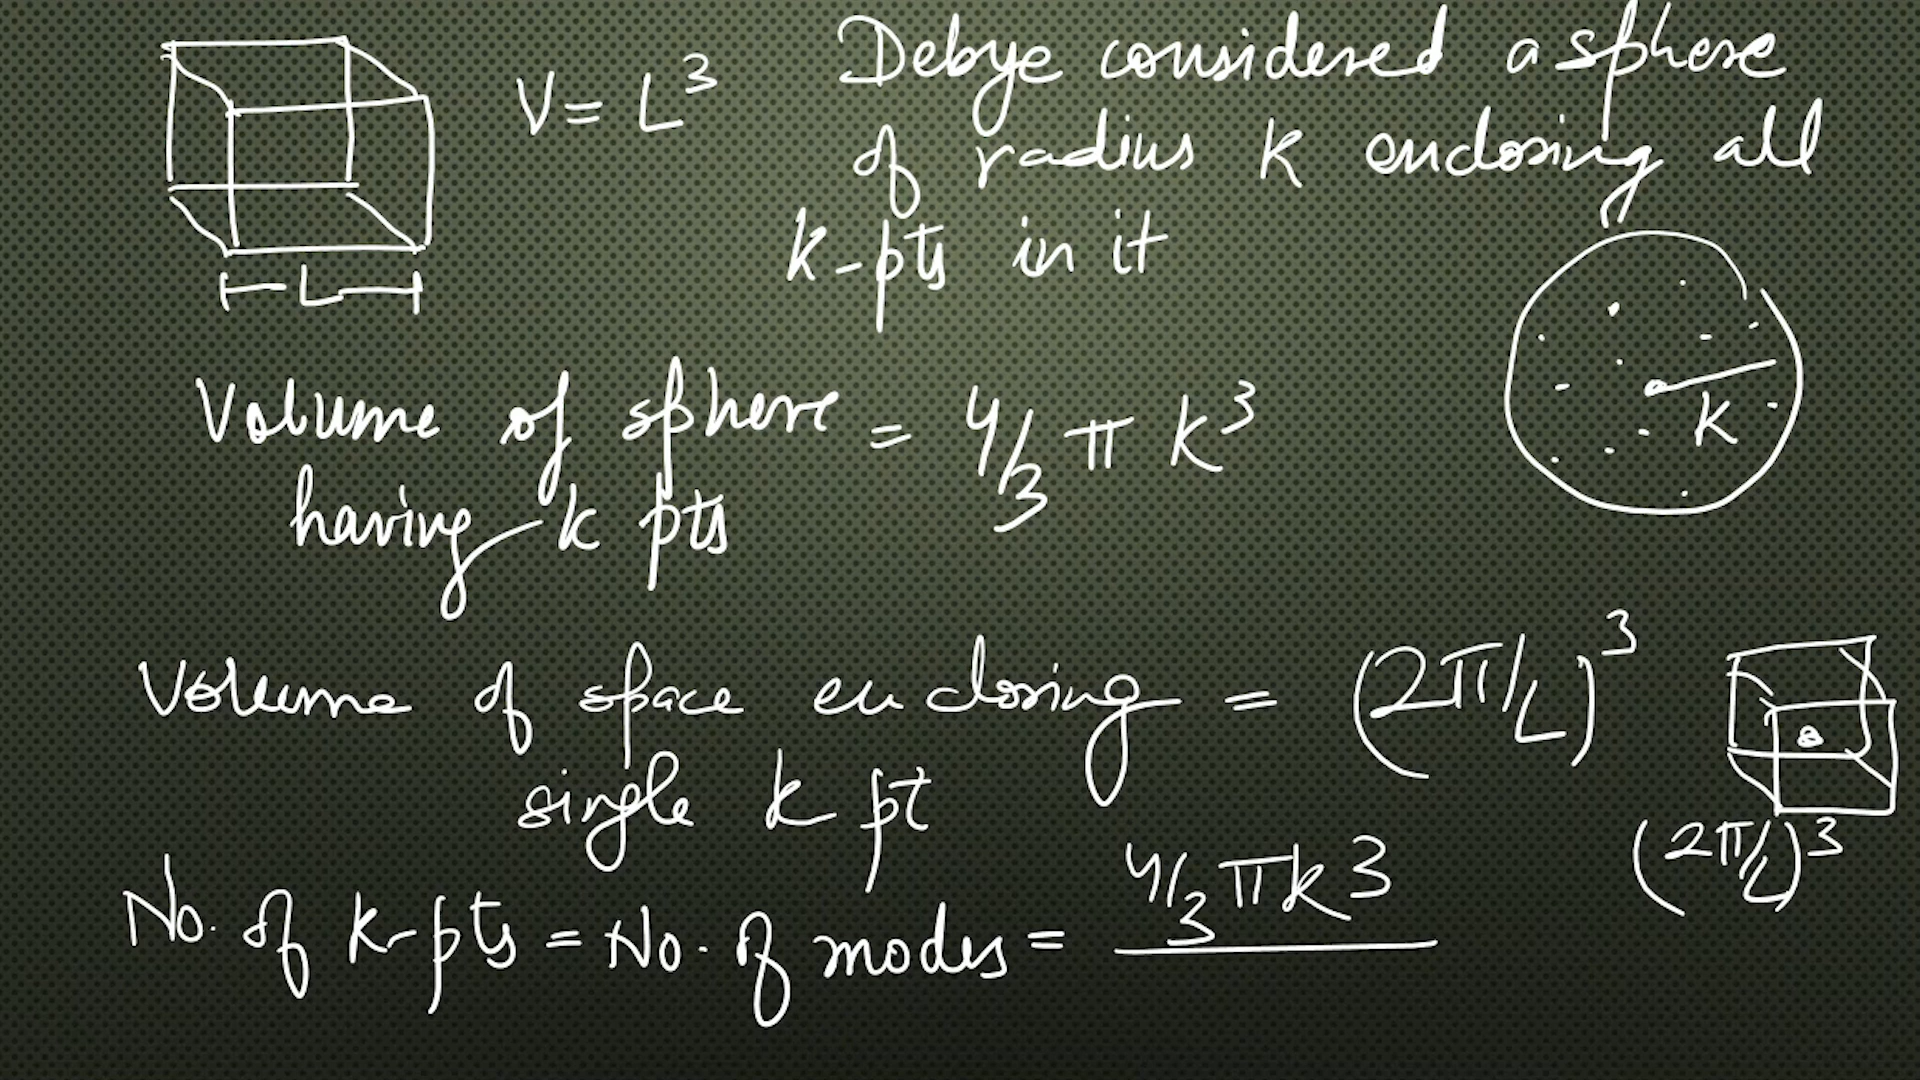 V = L³
Debye considered a sphere
of radius K enclosing all
k-pts in it
L
K
Volume of sphere = 4/3 π k³
having k pts
Volume of space enclosing = (2π/L)³
single k pt
(2π/L)³
No. of k-pts = No. of modes = 4/3 πk3